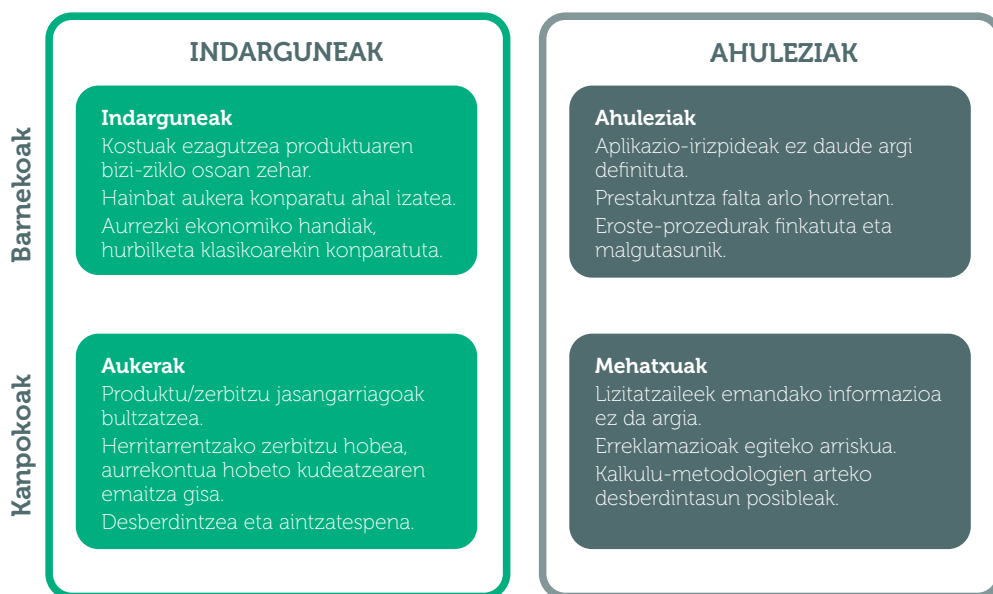 INDARGUNEAK
AHULEZIAK
Barnekoak
Indarguneak
Kostuak ezagutzea produktuaren
bizi-ziklo osoan zehar.
Hainbat aukera konparatu ahal izatea.
Aurrezki ekonomiko handiak,
hurbilketa klasikoarekin konparatuta.
Ahuleziak
Aplikazio-irizpideak ez daude argi
definituta.
Prestakuntza falta arlo horretan.
Eroste-prozedurak finkatuta eta
malgutasunik.
Kanpokoak
Aukerak
Produktu/zerbitzu jasangarriagoak
bultzatzea.
Herritarrentzako zerbitzu hobea,
aurrekontua hobeto kudeatzearen
emaitza gisa.
Desberdintzea eta aintzatespena.
Mehatxuak
Lizitatzaileek emandako informazioa
ez da argia.
Erreklamazioak egiteko arriskua.
Kalkulu-metodologien arteko
desberdintasun posibleak.